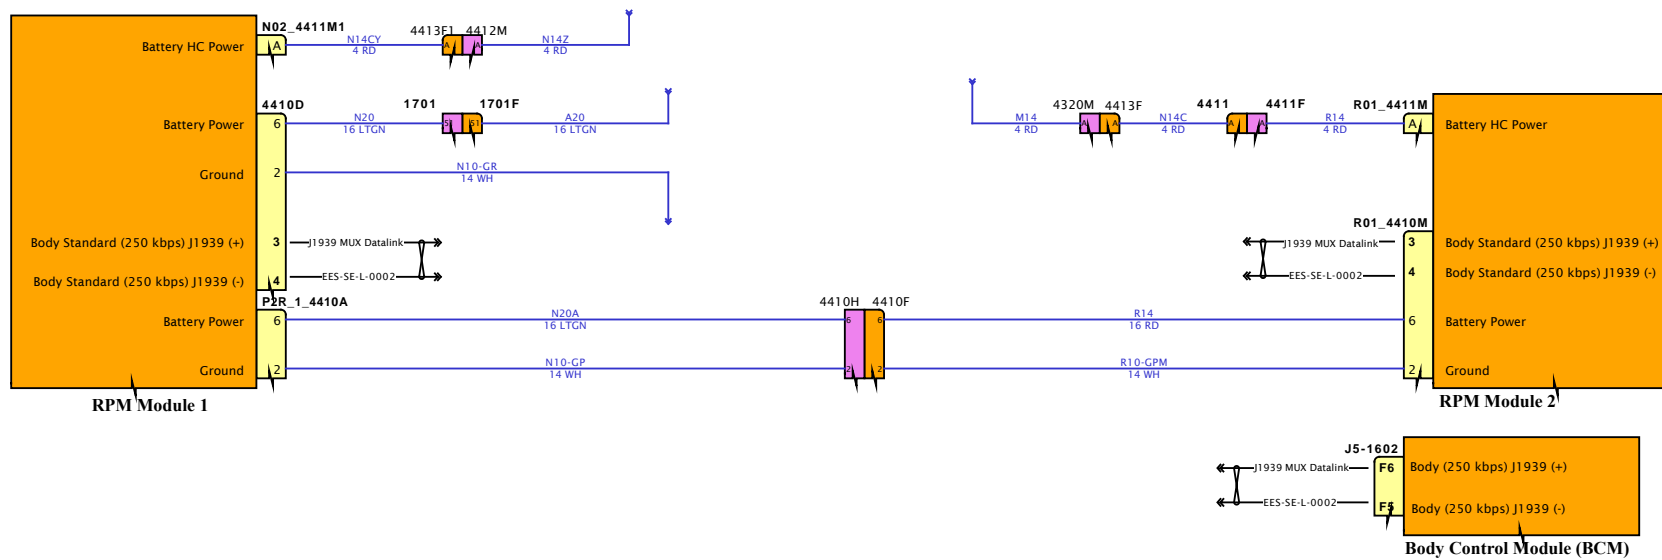 N02_4411M1
Battery HC Power
A
N14CY
4 RD
4413F1
4412M
A
A
N14Z
4 RD
4410D
Battery Power
6
N20
16 LTGN
1701
1701F
51
51
A20
16 LTGN
Ground
2
N10-GR
14 WH
Body Standard (250 kbps) J1939 (+)
3
J1939 MUX Datalink
Body Standard (250 kbps) J1939 (-)
4
EES-SE-L-0002
P2R_1_4410A
Battery Power
6
N20A
16 LTGN
4410H
4410F
6
6
R14
16 RD
Ground
2
N10-GP
14 WH
2
2
R10-GPM
14 WH
RPM Module 1
M14
4 RD
4320M
4413F
A
A
N14C
4 RD
4411
4411F
A
A
R14
4 RD
R01_4411M
A
Battery HC Power
R01_4410M
J1939 MUX Datalink
3
Body Standard (250 kbps) J1939 (+)
EES-SE-L-0002
4
Body Standard (250 kbps) J1939 (-)
6
Battery Power
2
Ground
RPM Module 2
J5-1602
J1939 MUX Datalink
F6
Body (250 kbps) J1939 (+)
EES-SE-L-0002
F5
Body (250 kbps) J1939 (-)
Body Control Module (BCM)